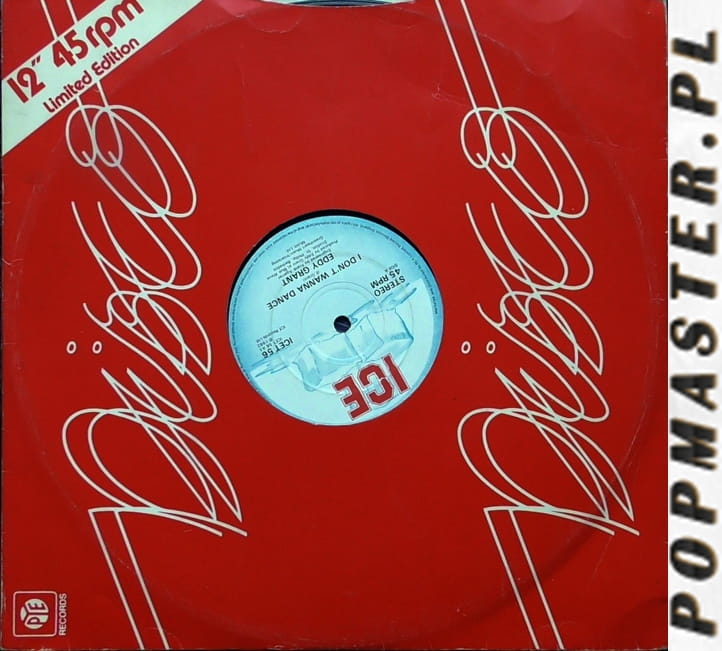 12" 45rpm
Limited Edition
Disco
Disco
I DON'T WANNA DANCE
EDDY GRANT
STEREO
45 RPM
ICET 56
ICE
PYE
RECORDS
POPMASTER.PL